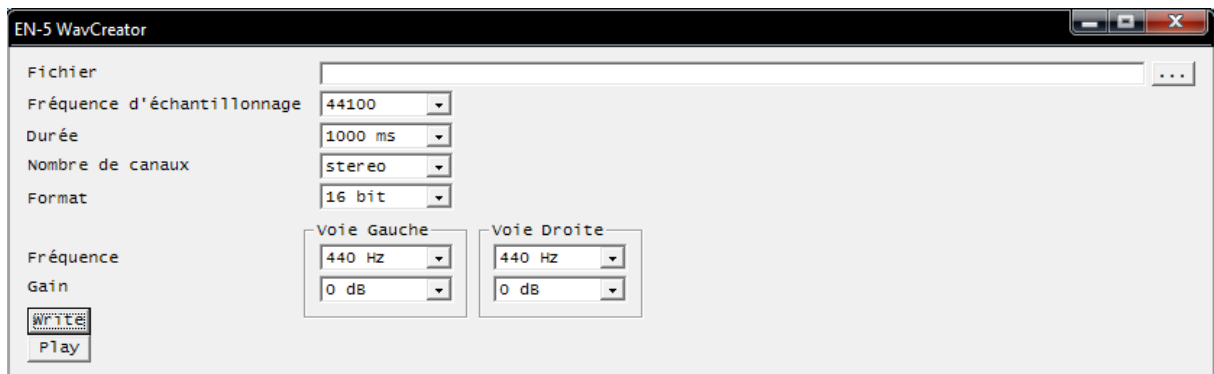 EN-5 WavCreator
Fichier ...
Fréquence d'échantillonnage 44100
Durée 1000 ms
Nombre de canaux stereo
Format 16 bit
Voie Gauche Voie Droite
Fréquence 440 Hz 440 Hz
Gain 0 dB 0 dB
Write
Play